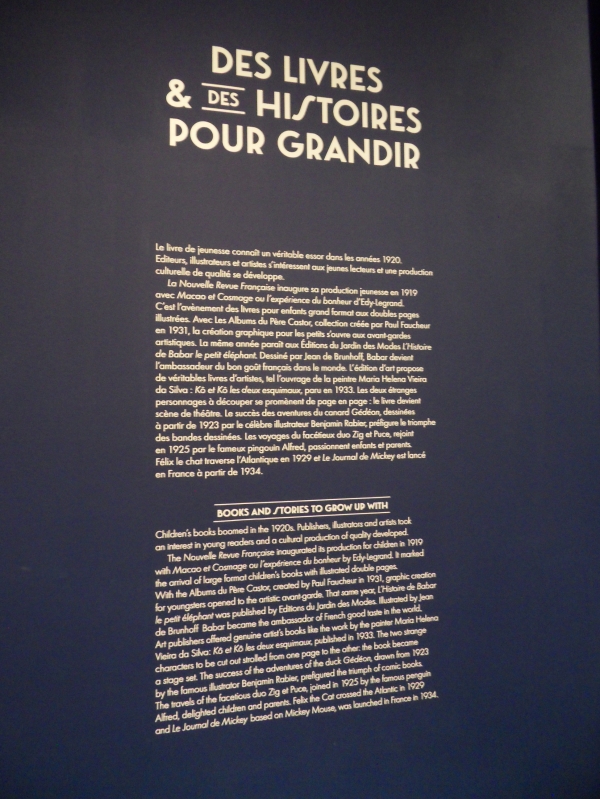 DES LIVRES
& DES HISTOIRES
POUR GRANDIR
Le livre de jeunesse connaît un véritable essor dans les années 1920.
Editeurs, illustrateurs et artistes s'intéressent aux jeunes lecteurs et une production
culturelle de qualité se développe.
La Nouvelle Revue Française inaugure sa production jeunesse en 1919
avec Macao et Cosmage ou l'expérience du bonheur d'Edy-Legrand.
C'est l'avènement des livres pour enfants grand format aux doubles pages
illustrées. Avec Les Albums du Père Castor, collection créée par Paul Faucheur
en 1931, la création graphique pour les petits s'ouvre aux avant-gardes
artistiques. La même année paraît aux Éditions du Jardin des Modes L'Histoire
de Babar le petit éléphant. Dessiné par Jean de Brunhoff, Babar devient
l'ambassadeur du bon goût français dans le monde. L'édition d'art propose
de véritables livres d'artistes, tel l'ouvrage de la peintre Maria Helena Vieira
da Silva : Kô et Kô les deux esquimaux, paru en 1933. Les deux étranges
personnages à découper se promènent de page en page : le livre devient
scène de théâtre. Le succès des aventures du canard Gédéon, dessinées
à partir de 1923 par le célèbre illustrateur Benjamin Rabier, préfigure le triomphe
des bandes dessinées. Les voyages du facétieux duo Zig et Puce, rejoint
en 1925 par le fameux pingouin Alfred, passionnent enfants et parents.
Félix le chat traverse l'Atlantique en 1929 et Le Journal de Mickey est lancé
en France à partir de 1934.
BOOKS AND STORIES TO GROW UP WITH
Children's books boomed in the 1920s. Publishers, illustrators and artists took
an interest in young readers and a cultural production of quality developed.
The Nouvelle Revue Française inaugurated its production for children in 1919
with Macao et Cosmage ou l'expérience du bonheur by Edy-Legrand. It marked
the arrival of large format children's books with illustrated double pages.
With the Albums du Père Castor, created by Paul Faucheur in 1931, graphic creation
for youngsters opened to the artistic avant-garde. That same year, L'Histoire de Babar
le petit éléphant was published by Editions du Jardin des Modes. Illustrated by Jean
de Brunhoff Babar became the ambassador of French good taste in the world.
Art publishers offered genuine artist's books like the work by the painter Maria Helena
Vieira da Silva: Kô et Kô les deux esquimaux, published in 1933. The two strange
characters to be cut out strolled from one page to the other: the book became
a stage set. The success of the adventures of the duck Gédéon, drawn from 1923
by the famous illustrator Benjamin Rabier, prefigured the triumph of comic books.
The travels of the facetious duo Zig et Puce, joined in 1925 by the famous penguin
Alfred, delighted children and parents. Felix the Cat crossed the Atlantic in 1929
and Le Journal de Mickey based on Mickey Mouse, was launched in France in 1934.